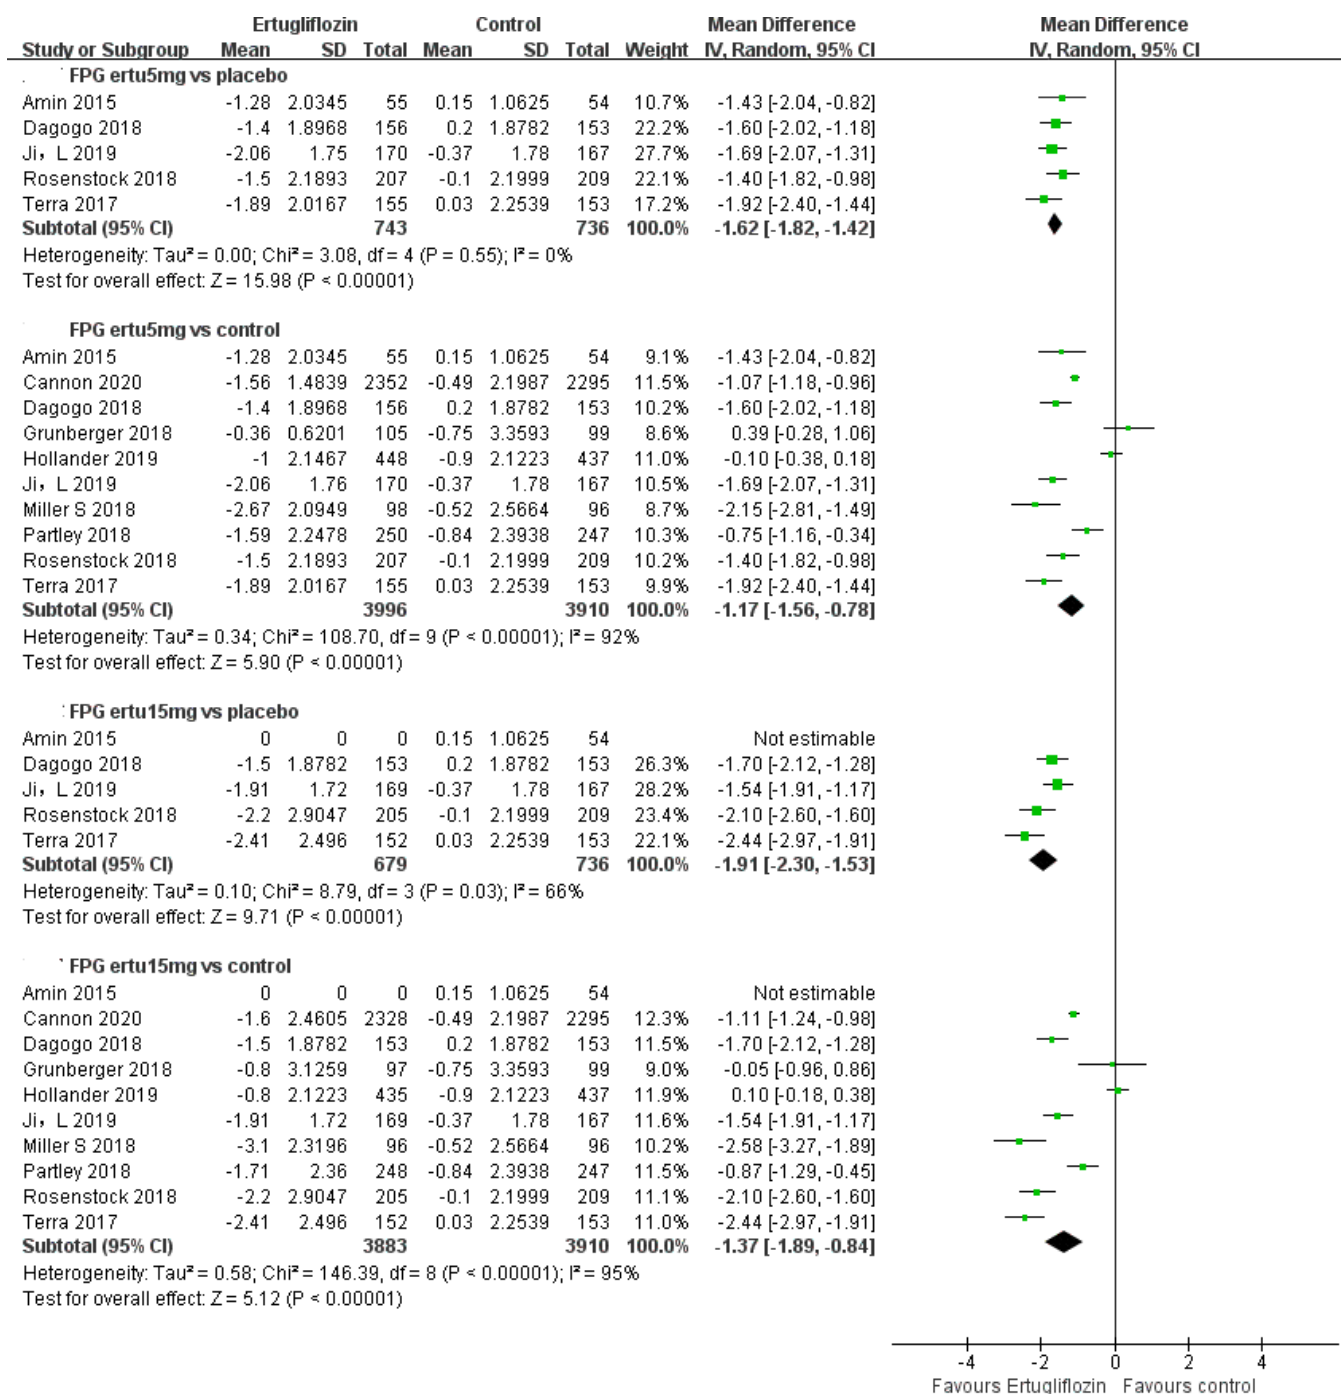 Ertugliflozin Control Mean Difference Mean Difference
Study or Subgroup Mean SD Total Mean SD Total Weight IV, Random, 95% CI IV, Random, 95% CI
FPG ertu5mg vs placebo
Amin 2015 -1.28 2.0345 55 0.15 1.0625 54 10.7% -1.43 [-2.04, -0.82]
Dagogo 2018 -1.4 1.8968 156 0.2 1.8782 153 22.2% -1.60 [-2.02, -1.18]
Ji，L 2019 -2.06 1.75 170 -0.37 1.78 167 27.7% -1.69 [-2.07, -1.31]
Rosenstock 2018 -1.5 2.1893 207 -0.1 2.1999 209 22.1% -1.40 [-1.82, -0.98]
Terra 2017 -1.89 2.0167 155 0.03 2.2539 153 17.2% -1.92 [-2.40, -1.44]
Subtotal (95% CI) 743 736 100.0% -1.62 [-1.82, -1.42]
Heterogeneity: Tau² = 0.00; Chi² = 3.08, df = 4 (P = 0.55); I² = 0%
Test for overall effect: Z = 15.98 (P < 0.00001)
FPG ertu5mg vs control
Amin 2015 -1.28 2.0345 55 0.15 1.0625 54 9.1% -1.43 [-2.04, -0.82]
Cannon 2020 -1.56 1.4839 2352 -0.49 2.1987 2295 11.5% -1.07 [-1.18, -0.96]
Dagogo 2018 -1.4 1.8968 156 0.2 1.8782 153 10.2% -1.60 [-2.02, -1.18]
Grunberger 2018 -0.36 0.6201 105 -0.75 3.3593 99 8.6% 0.39 [-0.28, 1.06]
Hollander 2019 -1 2.1467 448 -0.9 2.1223 437 11.0% -0.10 [-0.38, 0.18]
Ji，L 2019 -2.06 1.76 170 -0.37 1.78 167 10.5% -1.69 [-2.07, -1.31]
Miller S 2018 -2.67 2.0949 98 -0.52 2.5664 96 8.7% -2.15 [-2.81, -1.49]
Partley 2018 -1.59 2.2478 250 -0.84 2.3938 247 10.3% -0.75 [-1.16, -0.34]
Rosenstock 2018 -1.5 2.1893 207 -0.1 2.1999 209 10.2% -1.40 [-1.82, -0.98]
Terra 2017 -1.89 2.0167 155 0.03 2.2539 153 9.9% -1.92 [-2.40, -1.44]
Subtotal (95% CI) 3996 3910 100.0% -1.17 [-1.56, -0.78]
Heterogeneity: Tau² = 0.34; Chi² = 108.70, df = 9 (P < 0.00001); I² = 92%
Test for overall effect: Z = 5.90 (P < 0.00001)
FPG ertu15mg vs placebo
Amin 2015 0 0 0 0.15 1.0625 54 Not estimable
Dagogo 2018 -1.5 1.8782 153 0.2 1.8782 153 26.3% -1.70 [-2.12, -1.28]
Ji，L 2019 -1.91 1.72 169 -0.37 1.78 167 28.2% -1.54 [-1.91, -1.17]
Rosenstock 2018 -2.2 2.9047 205 -0.1 2.1999 209 23.4% -2.10 [-2.60, -1.60]
Terra 2017 -2.41 2.496 152 0.03 2.2539 153 22.1% -2.44 [-2.97, -1.91]
Subtotal (95% CI) 679 736 100.0% -1.91 [-2.30, -1.53]
Heterogeneity: Tau² = 0.10; Chi² = 8.79, df = 3 (P = 0.03); I² = 66%
Test for overall effect: Z = 9.71 (P < 0.00001)
FPG ertu15mg vs control
Amin 2015 0 0 0 0.15 1.0625 54 Not estimable
Cannon 2020 -1.6 2.4605 2328 -0.49 2.1987 2295 12.3% -1.11 [-1.24, -0.98]
Dagogo 2018 -1.5 1.8782 153 0.2 1.8782 153 11.5% -1.70 [-2.12, -1.28]
Grunberger 2018 -0.8 3.1259 97 -0.75 3.3593 99 9.0% -0.05 [-0.96, 0.86]
Hollander 2019 -0.8 2.1223 435 -0.9 2.1223 437 11.9% 0.10 [-0.18, 0.38]
Ji，L 2019 -1.91 1.72 169 -0.37 1.78 167 11.6% -1.54 [-1.91, -1.17]
Miller S 2018 -3.1 2.3196 96 -0.52 2.5664 96 10.2% -2.58 [-3.27, -1.89]
Partley 2018 -1.71 2.36 248 -0.84 2.3938 247 11.5% -0.87 [-1.29, -0.45]
Rosenstock 2018 -2.2 2.9047 205 -0.1 2.1999 209 11.1% -2.10 [-2.60, -1.60]
Terra 2017 -2.41 2.496 152 0.03 2.2539 153 11.0% -2.44 [-2.97, -1.91]
Subtotal (95% CI) 3883 3910 100.0% -1.37 [-1.89, -0.84]
Heterogeneity: Tau² = 0.58; Chi² = 146.39, df = 8 (P < 0.00001); I² = 95%
Test for overall effect: Z = 5.12 (P < 0.00001)
-4 -2 0 2 4
Favours Ertugliflozin Favours control